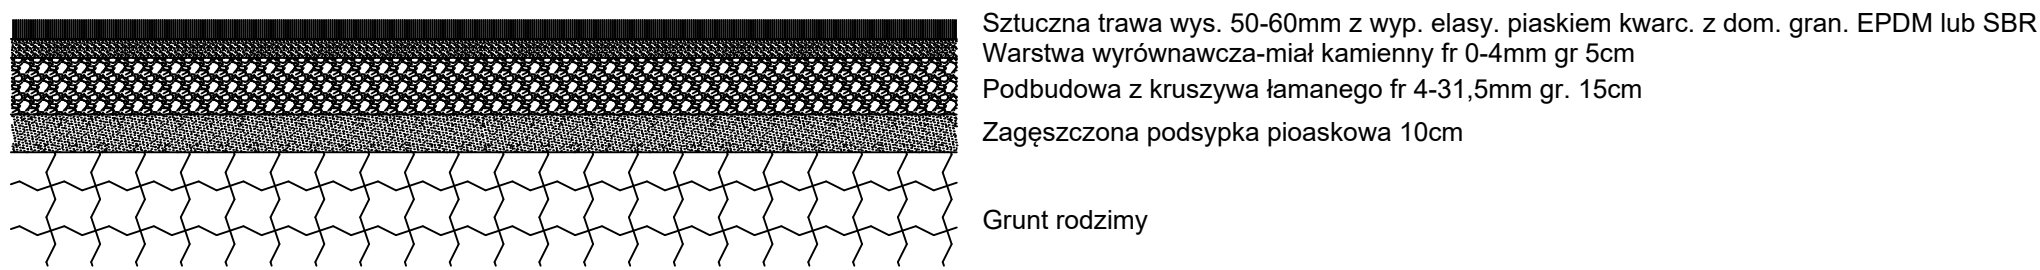 Sztuczna trawa wys. 50-60mm z wyp. elasy. piaskiem kwarc. z dom. gran. EPDM lub SBR
Warstwa wyrównawcza-miał kamienny fr 0-4mm gr 5cm
Podbudowa z kruszywa łamanego fr 4-31,5mm gr. 15cm
Zagęszczona podsypka pioaskowa 10cm
Grunt rodzimy